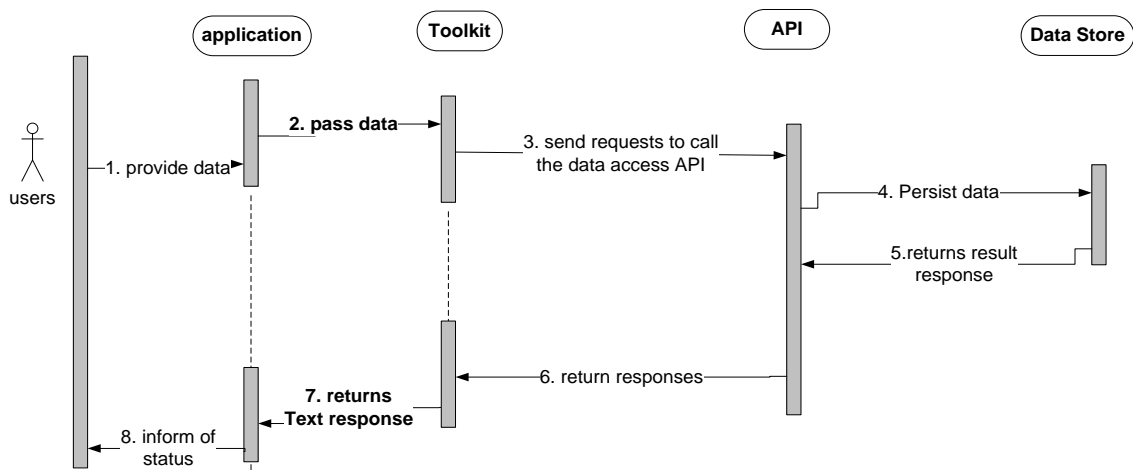 application
Toolkit
API
Data Store
users
1. provide data
2. pass data
3. send requests to call
the data access API
4. Persist data
5.returns result
response
6. return responses
7. returns
Text response
8. inform of
status